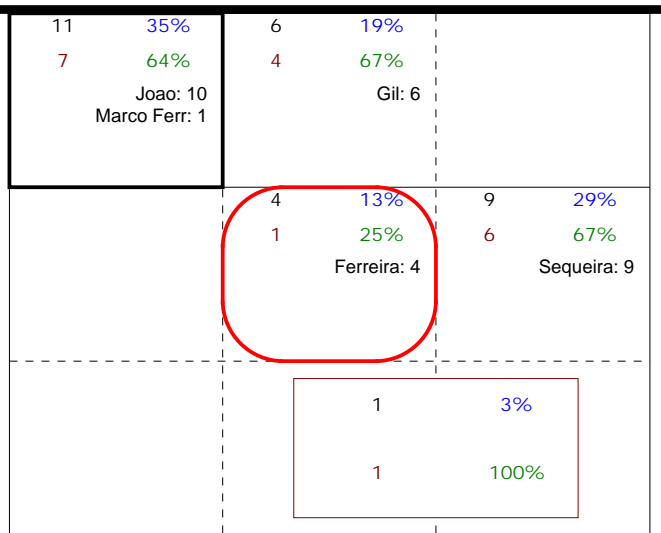 11 35% 6 19%
7 64% 4 67%
Joao: 10 Gil: 6
Marco Ferr: 1
4 13% 9 29%
1 25% 6 67%
Ferreira: 4 Sequeira: 9
1 3%
1 100%